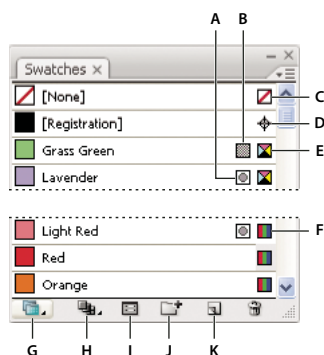 A B
Swatches ×
[None] C
[Registration] D
Grass Green E
Lavender
Light Red F
Red
Orange
G H I J K